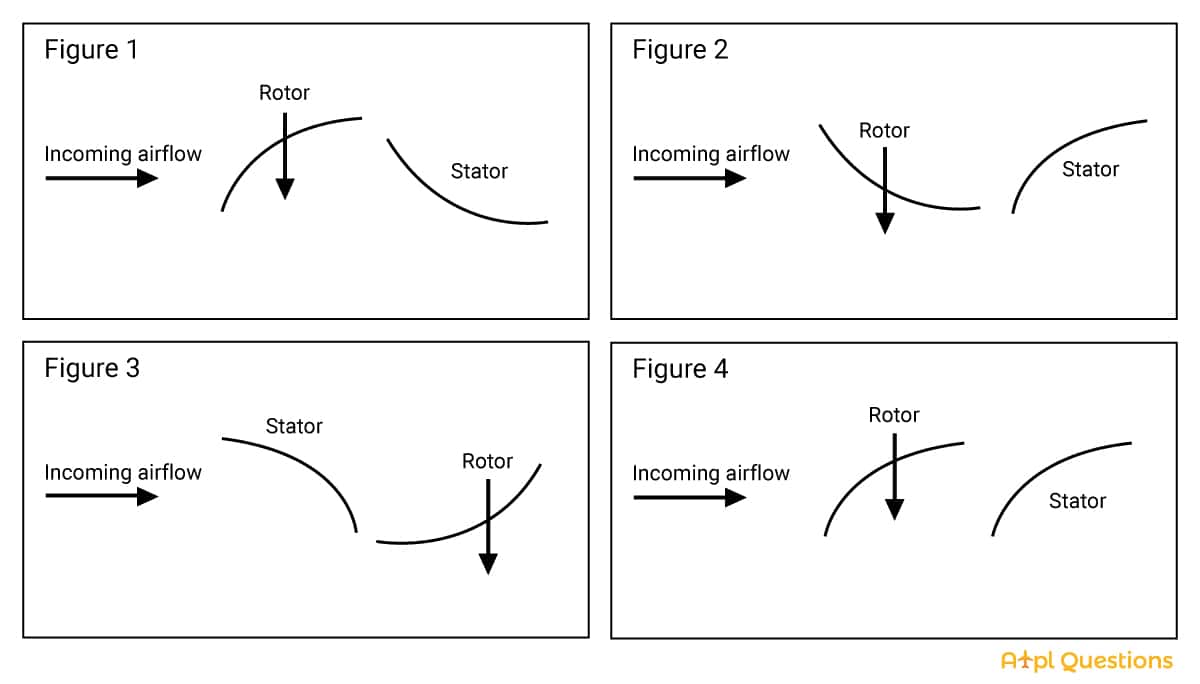 Figure 1
Rotor
Incoming airflow
Stator
Figure 2
Rotor
Incoming airflow
Stator
Figure 3
Stator
Rotor
Incoming airflow
Figure 4
Rotor
Incoming airflow
Stator
Atpl Questions